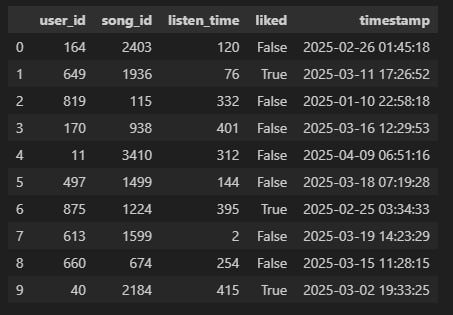 user_id song_id listen_time liked timestamp
0 164 2403 120 False 2025-02-26 01:45:18
1 649 1936 76 True 2025-03-11 17:26:52
2 819 115 332 False 2025-01-10 22:58:18
3 170 938 401 False 2025-03-16 12:29:53
4 11 3410 312 False 2025-04-09 06:51:16
5 497 1499 144 False 2025-03-18 07:19:28
6 875 1224 395 True 2025-02-25 03:34:33
7 613 1599 2 False 2025-03-19 14:23:29
8 660 674 254 False 2025-03-15 11:28:15
9 40 2184 415 True 2025-03-02 19:33:25